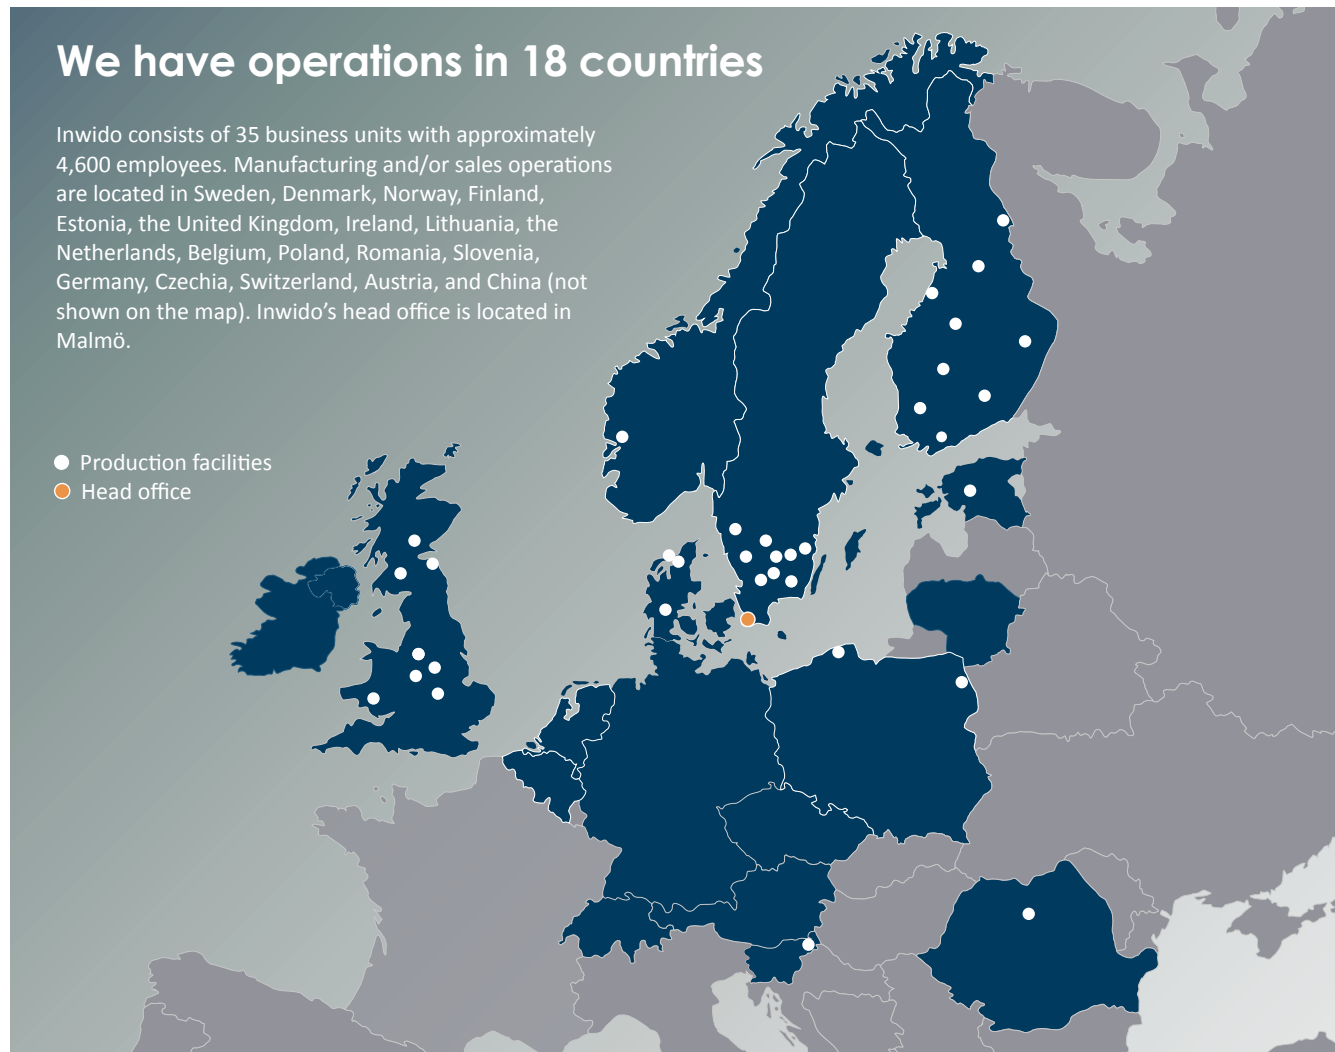 We have operations in 18 countries
Inwido consists of 35 business units with approximately
4,600 employees. Manufacturing and/or sales operations
are located in Sweden, Denmark, Norway, Finland,
Estonia, the United Kingdom, Ireland, Lithuania, the
Netherlands, Belgium, Poland, Romania, Slovenia,
Germany, Czechia, Switzerland, Austria, and China (not
shown on the map). Inwido’s head office is located in
Malmö.
Production facilities
Head office